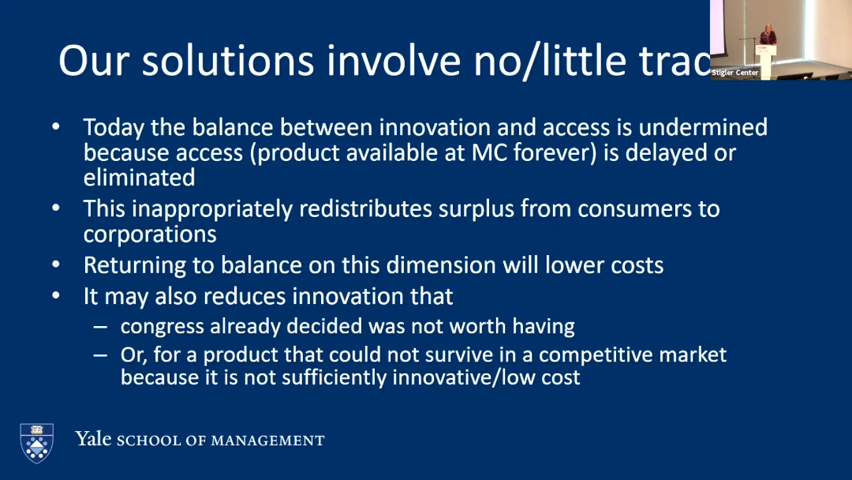 Our solutions involve no/little trad
Stigler Center
• Today the balance between innovation and access is undermined
because access (product available at MC forever) is delayed or
eliminated
• This inappropriately redistributes surplus from consumers to
corporations
• Returning to balance on this dimension will lower costs
• It may also reduces innovation that
– congress already decided was not worth having
– Or, for a product that could not survive in a competitive market
because it is not sufficiently innovative/low cost
Yale SCHOOL OF MANAGEMENT